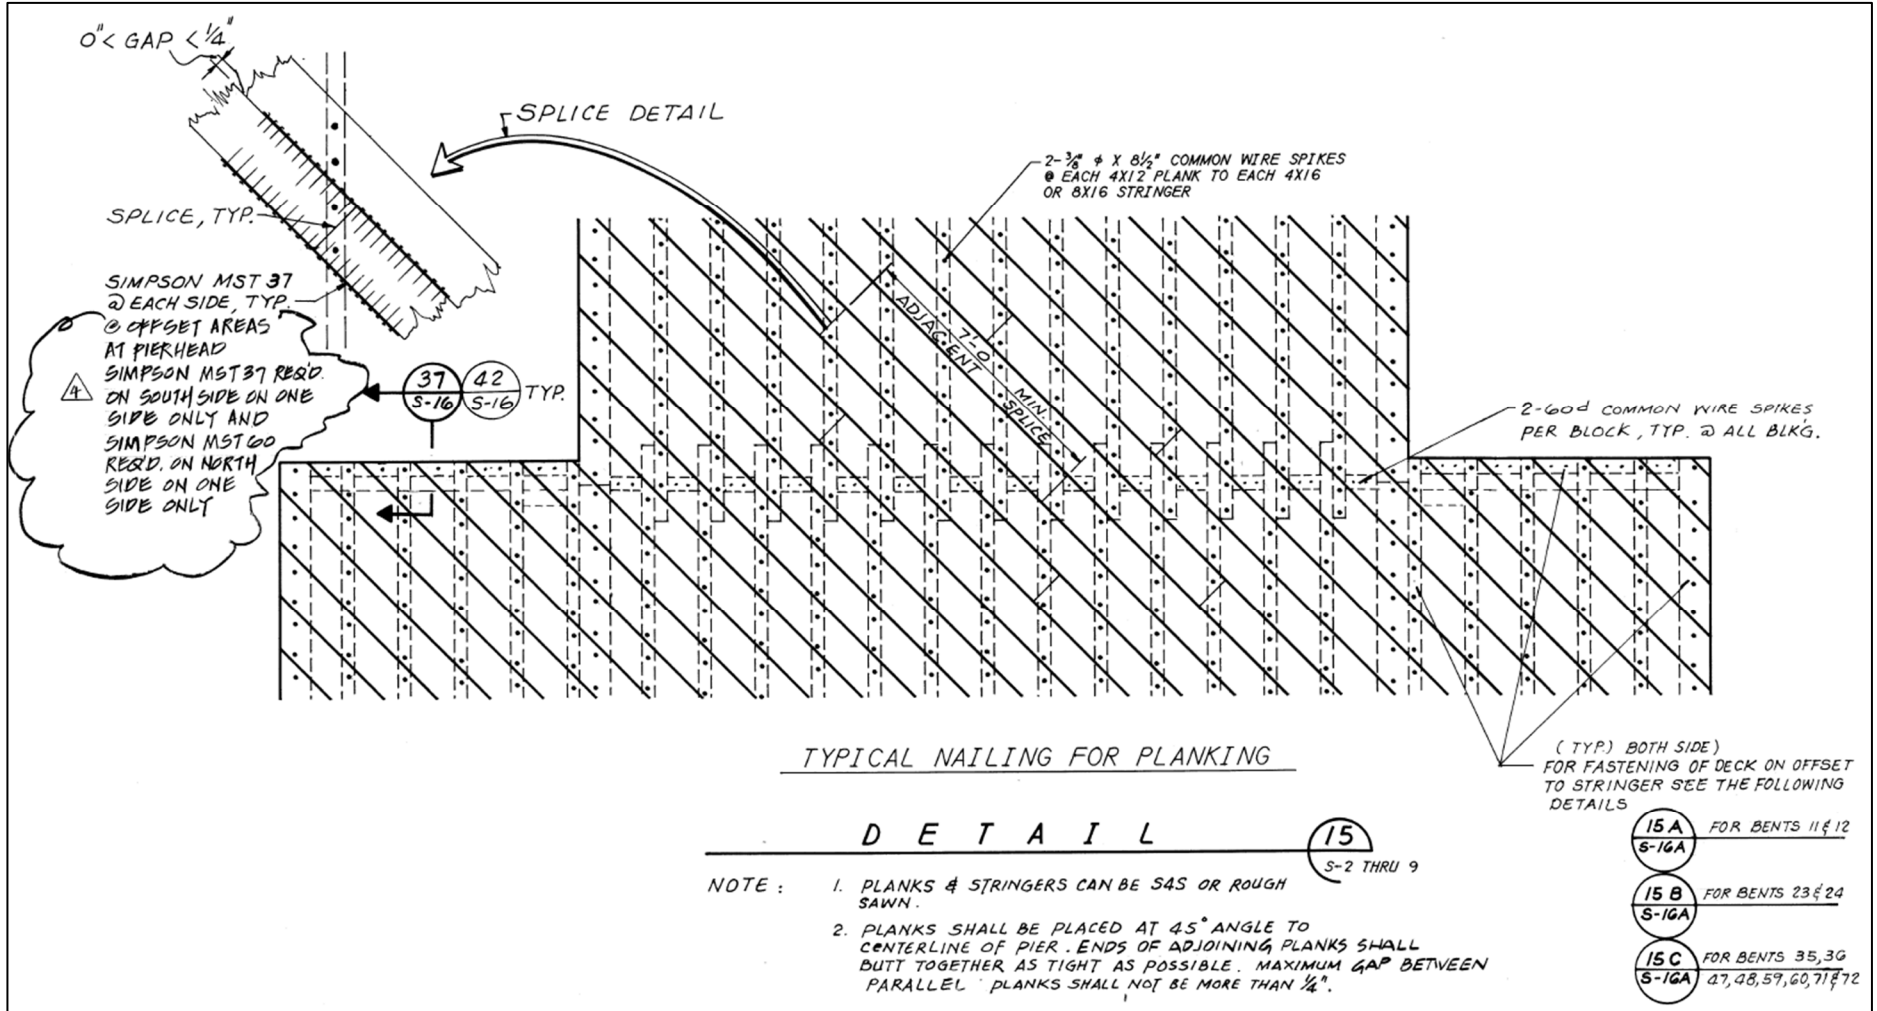 0" < GAP < 1/4"
SPLICE DETAIL
SPLICE, TYP.
SIMPSON MST 37
@ EACH SIDE, TYP.
@ OFFSET AREAS
AT PIERHEAD
SIMPSON MST37 REQ'D.
ON SOUTH SIDE ON ONE
SIDE ONLY AND
SIMPSON MST60
REQ'D. ON NORTH
SIDE ON ONE
SIDE ONLY
4
37
S-16
42
S-16
TYP.
2-3/8" ϕ X 8 1/2" COMMON WIRE SPIKES
@ EACH 4X12 PLANK TO EACH 4X16
OR 8X16 STRINGER
7'-0 MIN.
ADJACENT SPLICE
2-60d COMMON WIRE SPIKES
PER BLOCK, TYP. @ ALL BLK'G.
(TYP.) BOTH SIDE)
FOR FASTENING OF DECK ON OFFSET
TO STRINGER SEE THE FOLLOWING
DETAILS
15A
S-16A
FOR BENTS 11 & 12
15B
S-16A
FOR BENTS 23 & 24
15C
S-16A
FOR BENTS 35,36
47,48,59,60,71 & 72
TYPICAL NAILING FOR PLANKING
DETAIL
15
S-2 THRU 9
NOTE: 1. PLANKS & STRINGERS CAN BE S4S OR ROUGH
SAWN.
2. PLANKS SHALL BE PLACED AT 45° ANGLE TO
CENTERLINE OF PIER. ENDS OF ADJOINING PLANKS SHALL
BUTT TOGETHER AS TIGHT AS POSSIBLE. MAXIMUM GAP BETWEEN
PARALLEL PLANKS SHALL NOT BE MORE THAN 1/4".